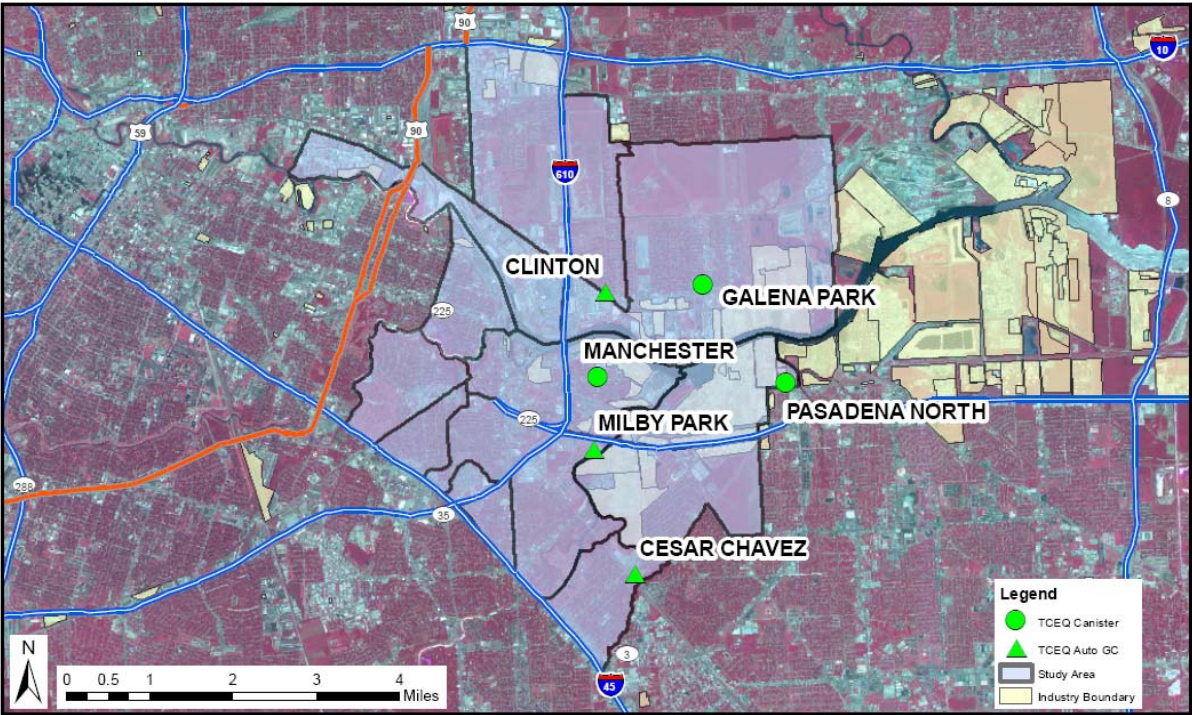 90
10
59
90
610
8
CLINTON
GALENA PARK
225
MANCHESTER
PASADENA NORTH
MILBY PARK
225
288
35
CESAR CHAVEZ
3
45
N
0 0.5 1 2 3 4
Miles
Legend
TCEQ Canister
TCEQ Auto GC
Study Area
Industry Boundary